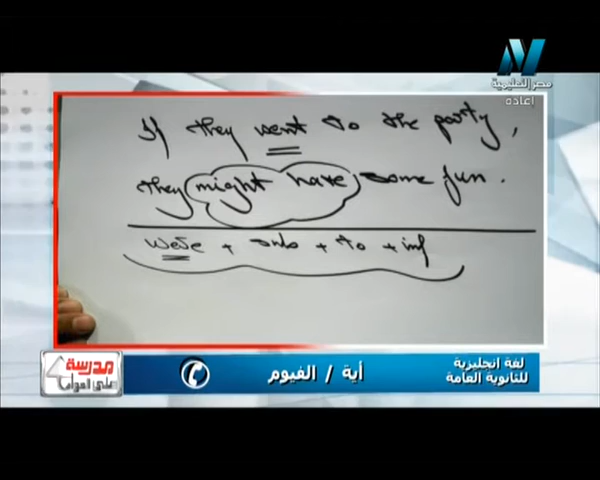 مصر التعليمية
اعاده
If they went to the party,
they might have some fun.
were + sub + to + inf
مدرسة
على الهواء
أية / الفيوم
لغة انجليزية
للثانوية العامة